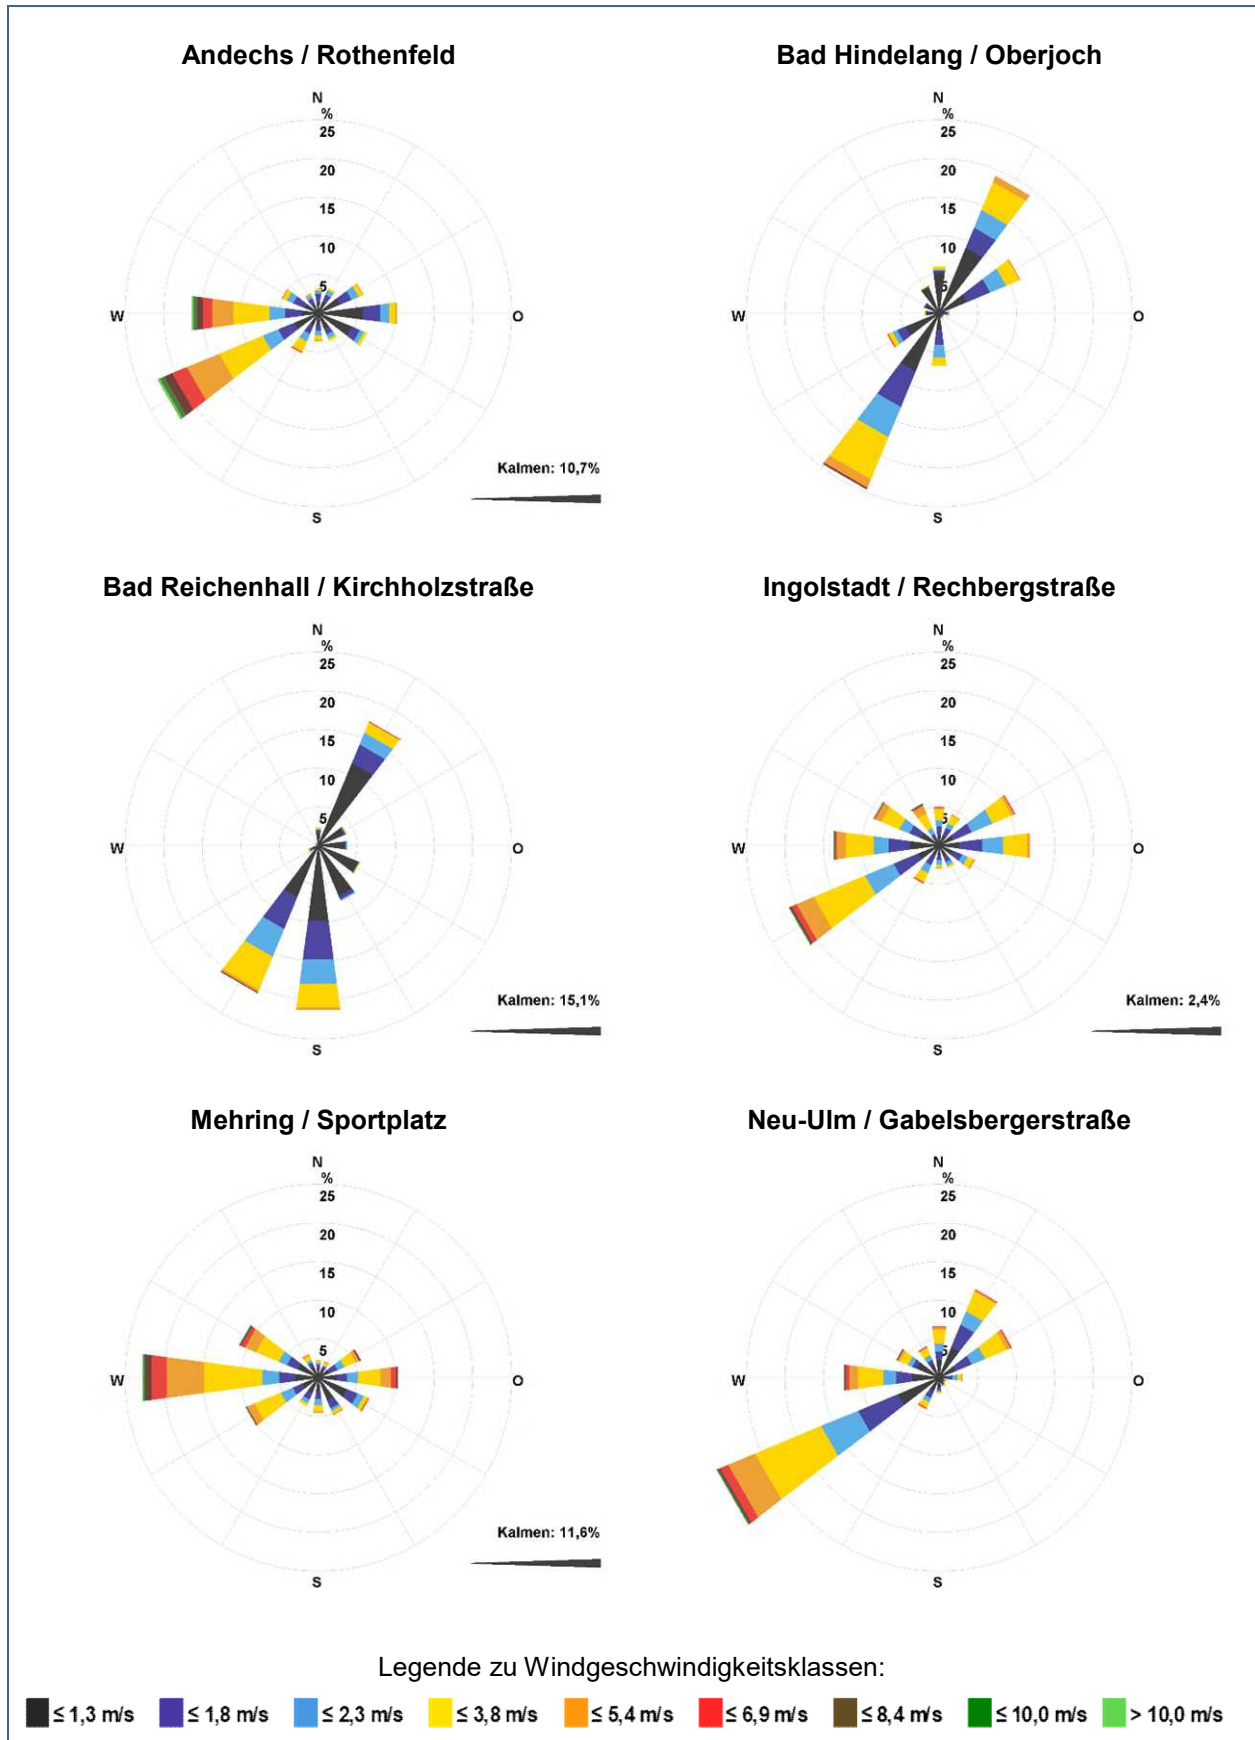 Andechs / Rothenfeld
N
%
25
20
15
10
5
W
O
S
Kalmen: 10,7%
Bad Hindelang / Oberjoch
N
%
25
20
15
10
5
W
O
S
Bad Reichenhall / Kirchholzstraße
N
%
25
20
15
10
5
W
O
S
Kalmen: 15,1%
Ingolstadt / Rechbergstraße
N
%
25
20
15
10
5
W
O
S
Kalmen: 2,4%
Mehring / Sportplatz
N
%
25
20
15
10
5
W
O
S
Kalmen: 11,6%
Neu-Ulm / Gabelsbergerstraße
N
%
25
20
15
10
5
W
O
S
Legende zu Windgeschwindigkeitsklassen:
≤ 1,3 m/s ≤ 1,8 m/s ≤ 2,3 m/s ≤ 3,8 m/s ≤ 5,4 m/s ≤ 6,9 m/s ≤ 8,4 m/s ≤ 10,0 m/s > 10,0 m/s